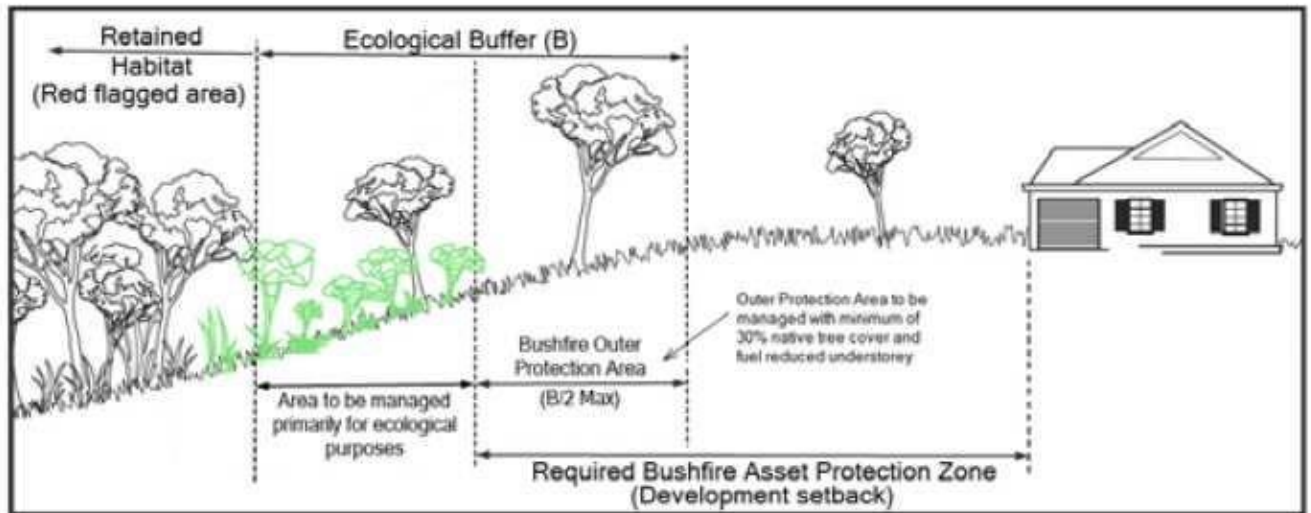 Retained
Habitat
(Red flagged area)
Ecological Buffer (B)
Outer Protection Area to be
managed with minimum of
30% native tree cover and
fuel reduced understorey
Bushfire Outer
Protection Area
(B/2 Max)
Area to be managed
primarily for ecological
purposes
Required Bushfire Asset Protection Zone
(Development setback)